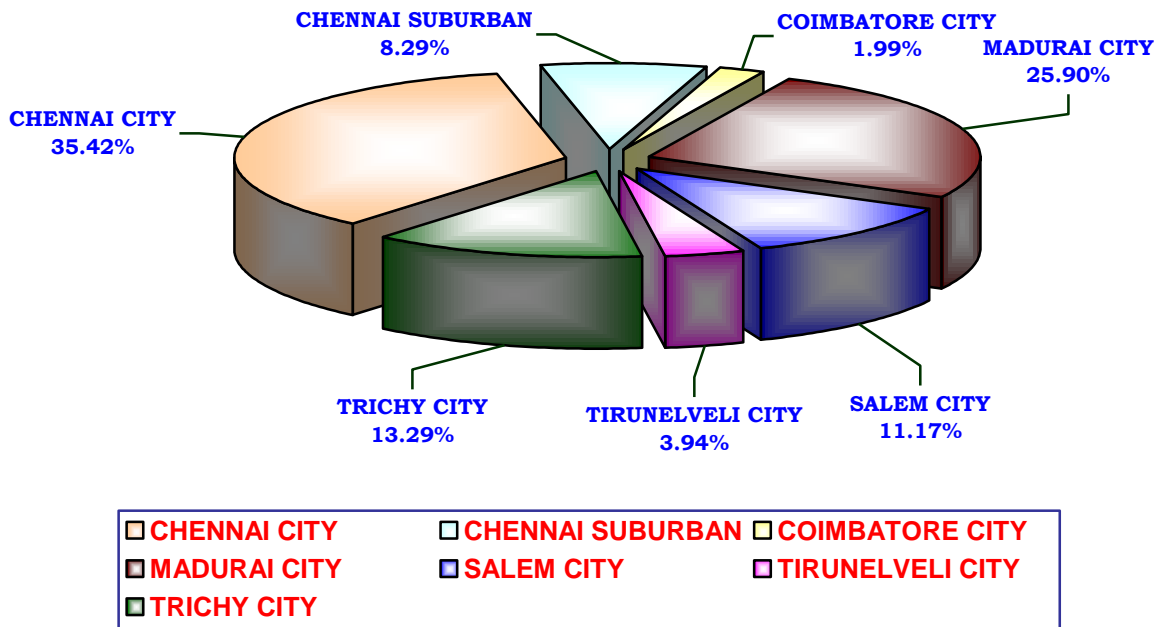 CHENNAI SUBURBAN
8.29%
COIMBATORE CITY
1.99%
MADURAI CITY
25.90%
CHENNAI CITY
35.42%
TRICHY CITY
13.29%
TIRUNELVELI CITY
3.94%
SALEM CITY
11.17%
CHENNAI CITY CHENNAI SUBURBAN COIMBATORE CITY
MADURAI CITY SALEM CITY TIRUNELVELI CITY
TRICHY CITY